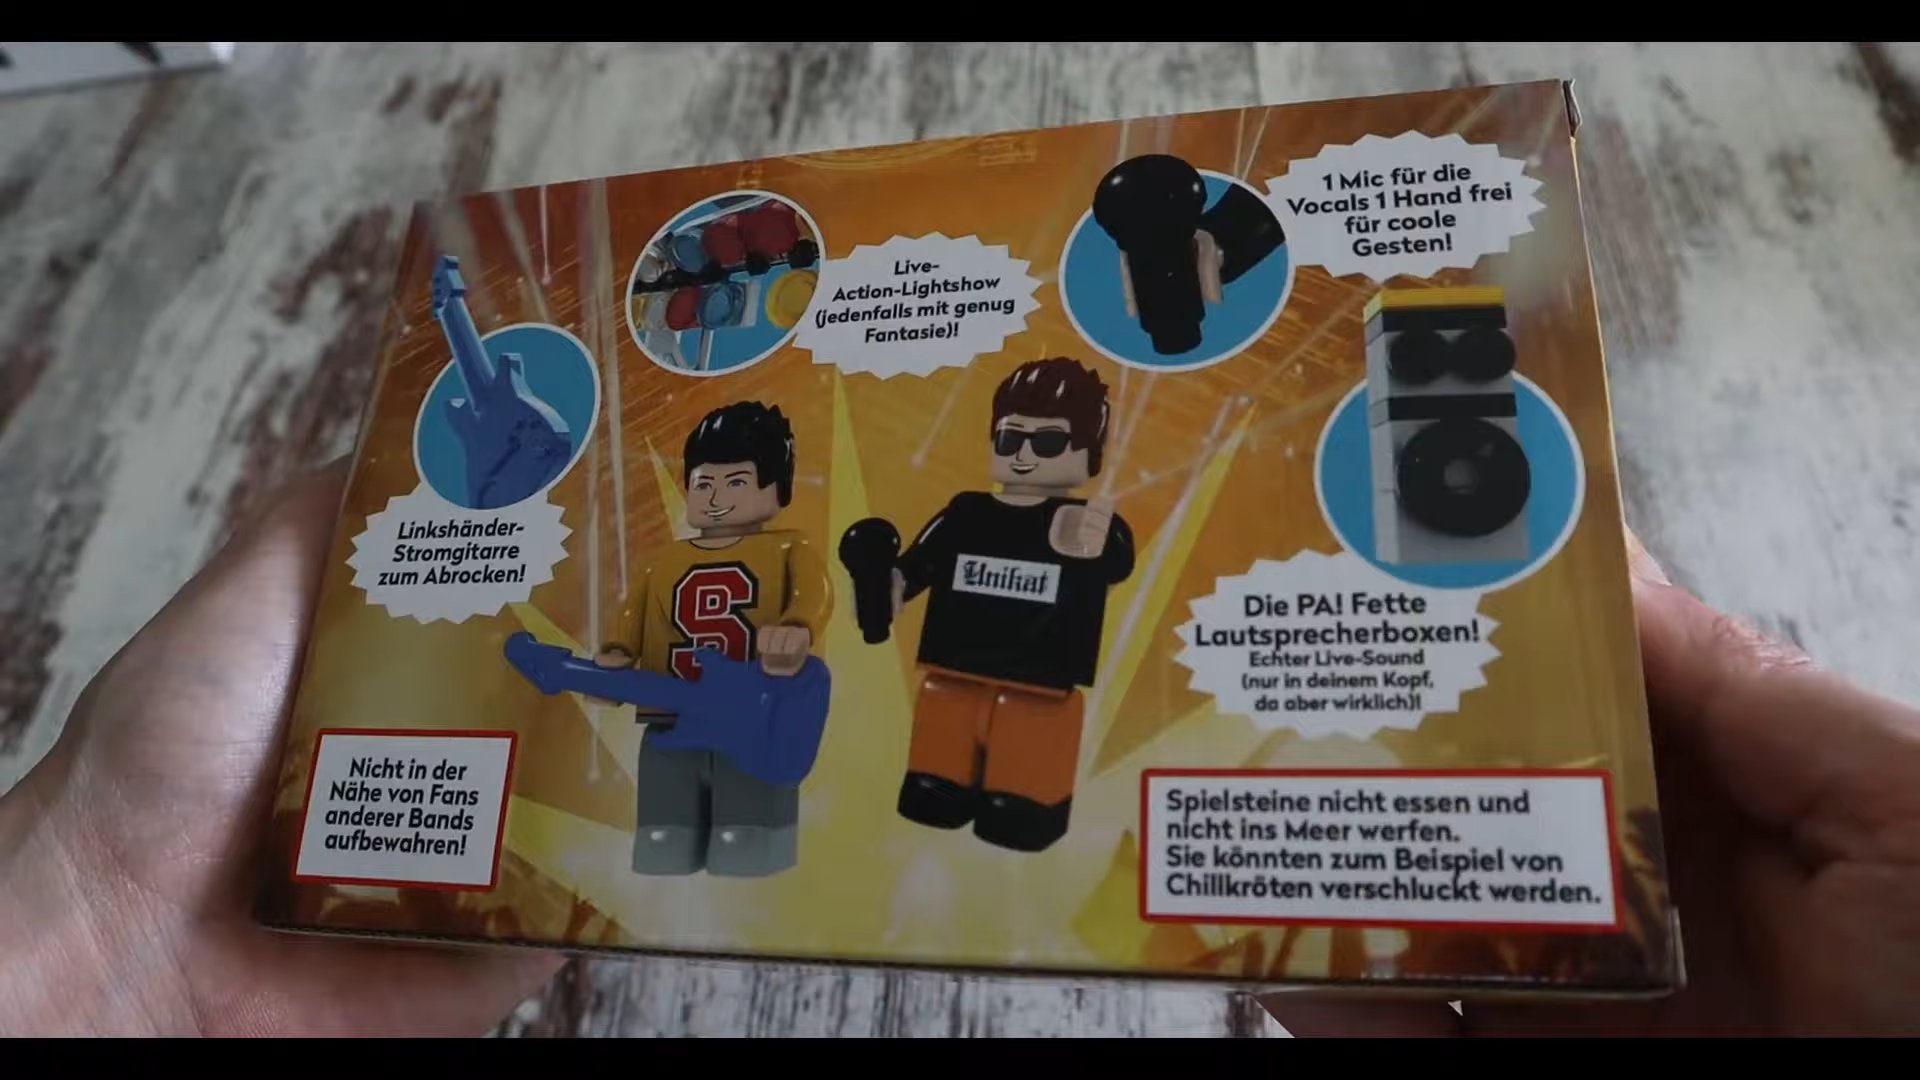 1 Mic für die
Vocals 1 Hand frei
für coole
Gesten!
Live-
Action-Lightshow
(jedenfalls mit genug
Fantasie)!
Linkshänder-
Stromgitarre
zum Abrocken!
S
Unikat
Die PA! Fette
Lautsprecherboxen!
Echter Live-Sound
(nur in deinem Kopf,
da aber wirklich)!
Nicht in der
Nähe von Fans
anderer Bands
aufbewahren!
Spielsteine nicht essen und
nicht ins Meer werfen.
Sie könnten zum Beispiel von
Chillkröten verschluckt werden.